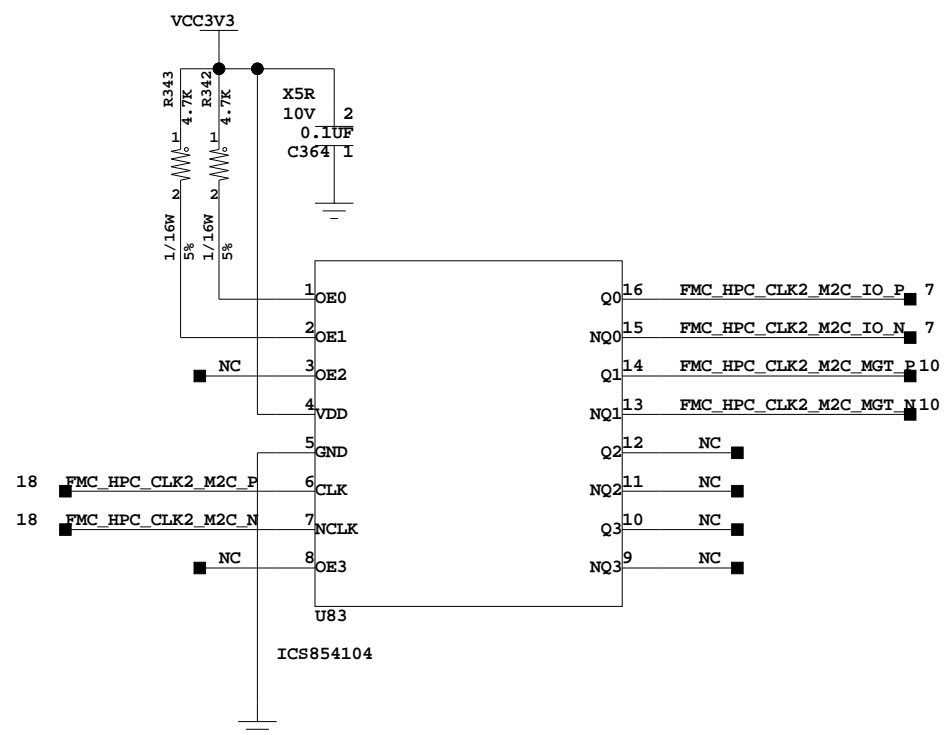 VCC3V3
R343
4.7K
R342
4.7K
X5R
10V 2
0.1UF
C364 1
1
1
2
2
1/16W
5%
1/16W
5%
1 OE0
Q0 16 FMC_HPC_CLK2_M2C_IO_P 7
2 OE1
NQ0 15 FMC_HPC_CLK2_M2C_IO_N 7
NC 3 OE2
Q1 14 FMC_HPC_CLK2_M2C_MGT_P 10
4 VDD
NQ1 13 FMC_HPC_CLK2_M2C_MGT_N 10
5 GND
Q2 12 NC
18 FMC_HPC_CLK2_M2C_P 6 CLK
NQ2 11 NC
18 FMC_HPC_CLK2_M2C_N 7 NCLK
Q3 10 NC
NC 8 OE3
NQ3 9 NC
U83
ICS854104